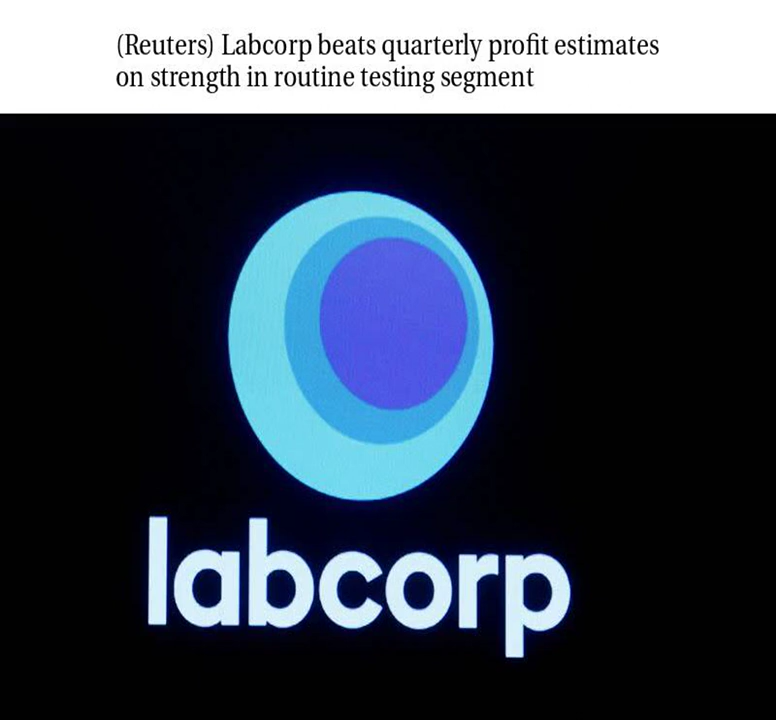 (Reuters) Labcorp beats quarterly profit estimates
on strength in routine testing segment
labcorp